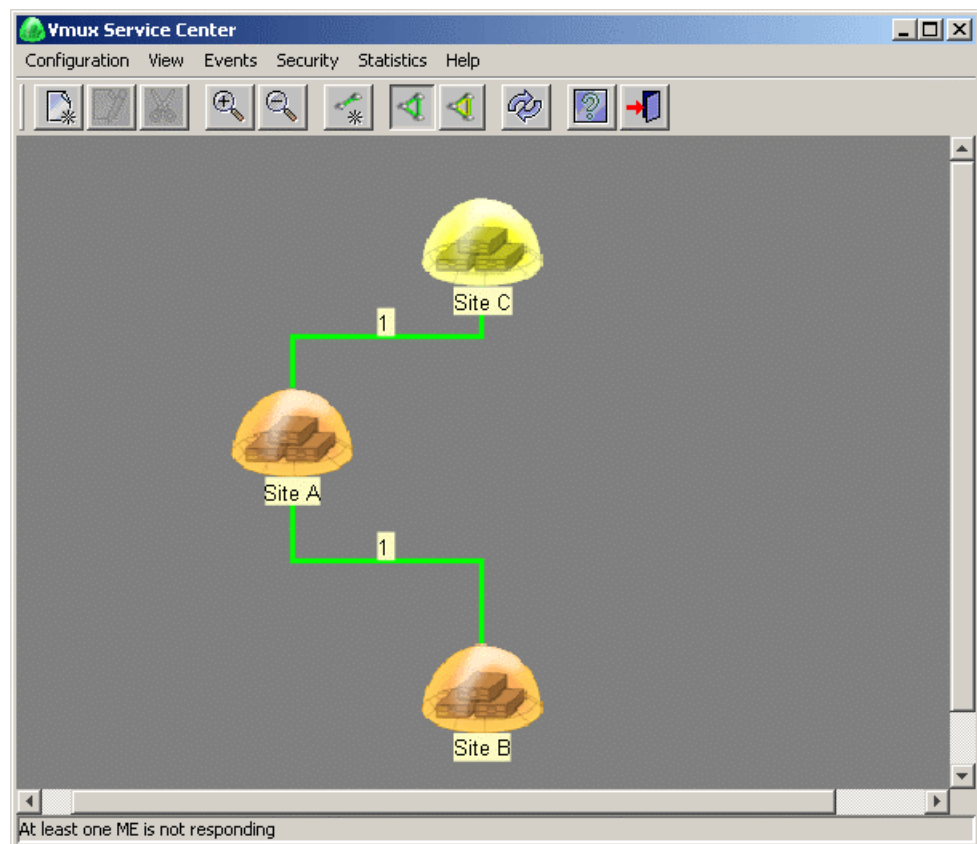 Vmux Service Center
Configuration View Events Security Statistics Help
Site C
1
Site A
1
Site B
At least one ME is not responding